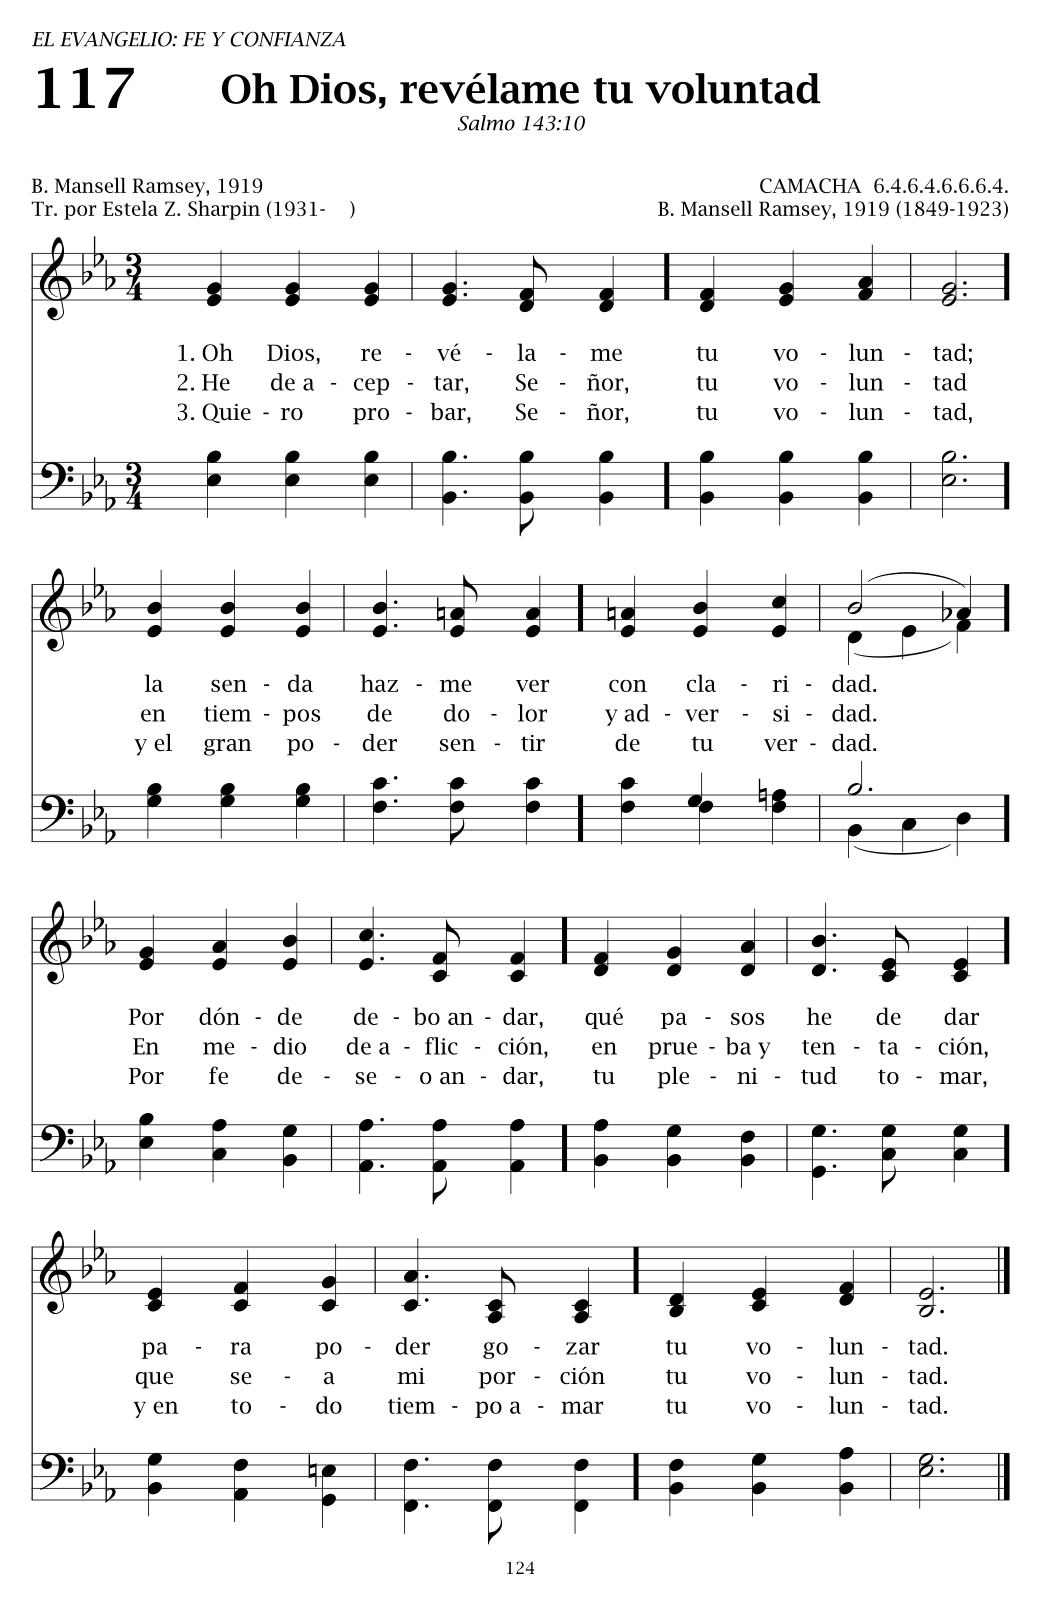 EL EVANGELIO: FE Y CONFIANZA
117 Oh Dios, revélame tu voluntad
Salmo 143:10
B. Mansell Ramsey, 1919 CAMACHA 6.4.6.4.6.6.6.4.
Tr. por Estela Z. Sharpin (1931- ) B. Mansell Ramsey, 1919 (1849-1923)
3 4
1. Oh Dios, re - vé - la - me tu vo - lun - tad;
2. He de a - cep - tar, Se - ñor, tu vo - lun - tad
3. Quie - ro pro - bar, Se - ñor, tu vo - lun - tad,
3 4
la sen - da haz - me ver con cla - ri - dad.
en tiem - pos de do - lor y ad - ver - si - dad.
y el gran po - der sen - tir de tu ver - dad.
Por dón - de de - bo an - dar, qué pa - sos he de dar
En me - dio de a - flic - ción, en prue - ba y ten - ta - ción,
Por fe de - se - o an - dar, tu ple - ni - tud to - mar,
pa - ra po - der go - zar tu vo - lun - tad.
que se - a mi por - ción tu vo - lun - tad.
y en to - do tiem - po a - mar tu vo - lun - tad.
124